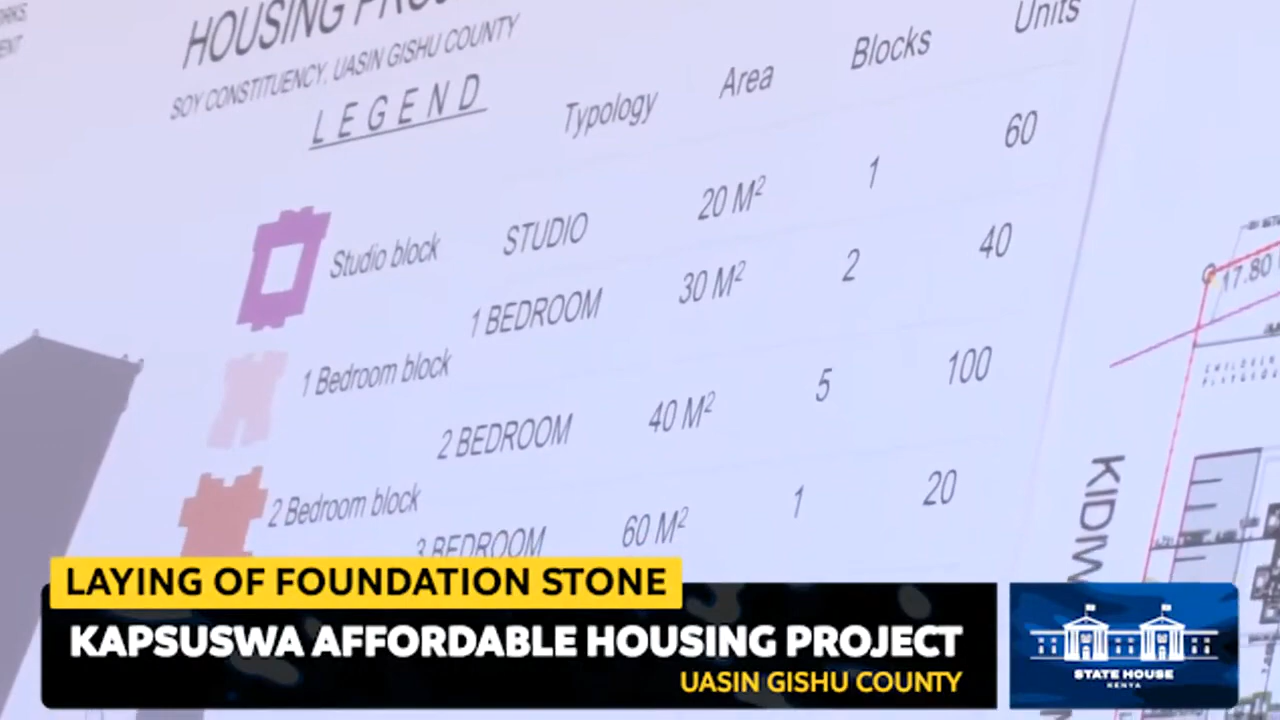 HOUSING
SOY CONSTITUENCY, UASIN GISHU COUNTY
LEGEND
Typology Area Blocks Units
Studio block STUDIO 20 M² 1 60
1 Bedroom block 1 BEDROOM 30 M² 2 40
2 Bedroom block 2 BEDROOM 40 M² 5 100
3 BEDROOM 60 M² 1 20
17.80
LAYING OF FOUNDATION STONE
KAPSUSWA AFFORDABLE HOUSING PROJECT
UASIN GISHU COUNTY
STATE HOUSE
KENYA